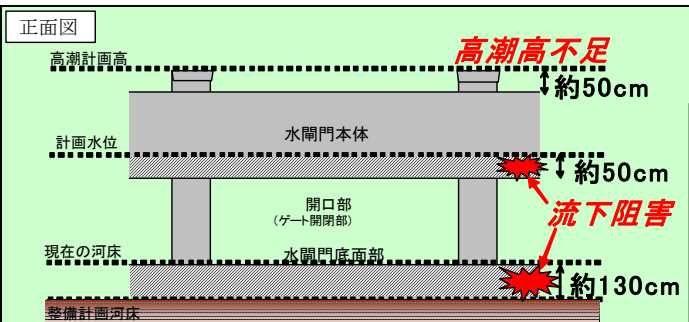 正面図
高潮計画高
高潮高不足
約50cm
水閘門本体
計画水位
約50cm
開口部
(ゲート開閉部)
流下阻害
現在の河床
水閘門底面部
約130cm
整備計画河床